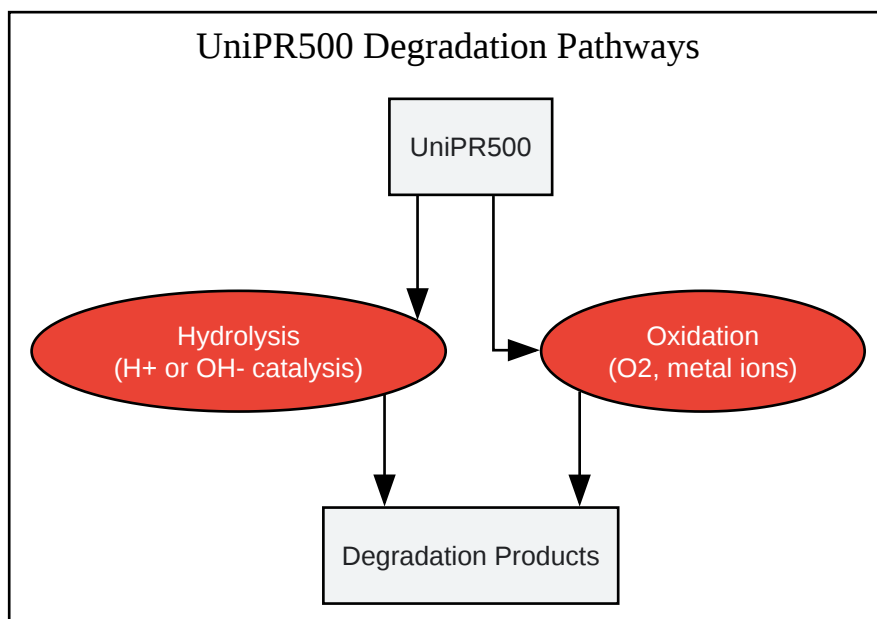 UniPR500 Degradation Pathways
UniPR500
Hydrolysis
(H+ or OH- catalysis)
Oxidation
(O2, metal ions)
Degradation Products